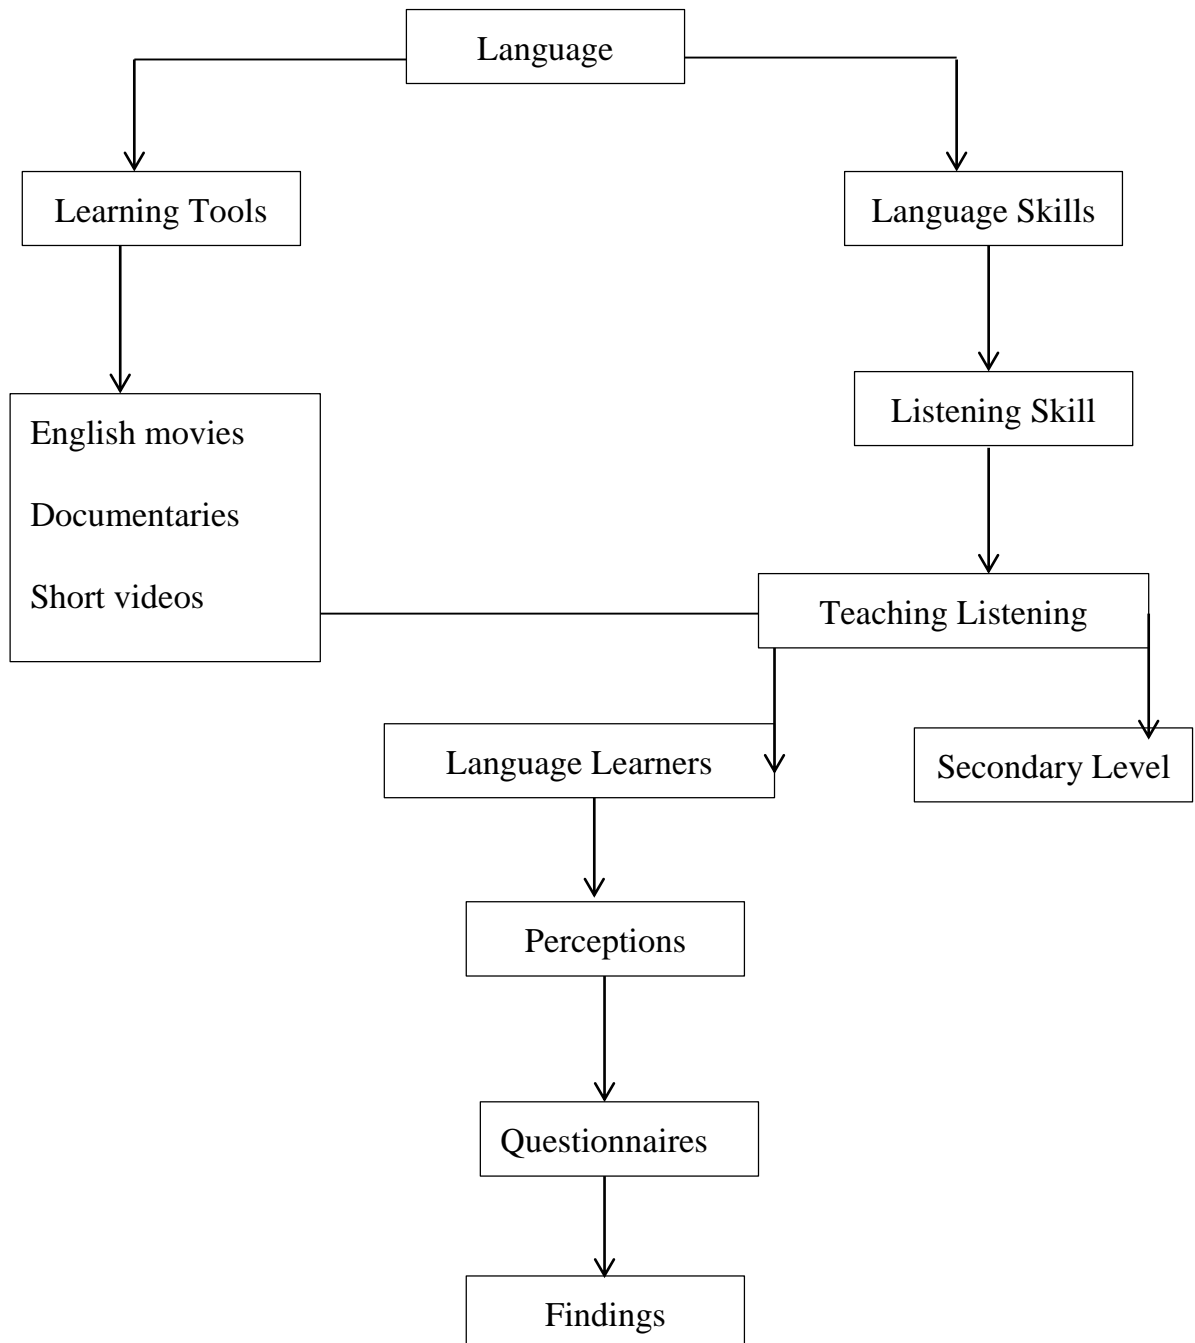 Language
Learning Tools
Language Skills
English movies
Documentaries
Short videos
Listening Skill
Teaching Listening
Language Learners
Secondary Level
Perceptions
Questionnaires
Findings